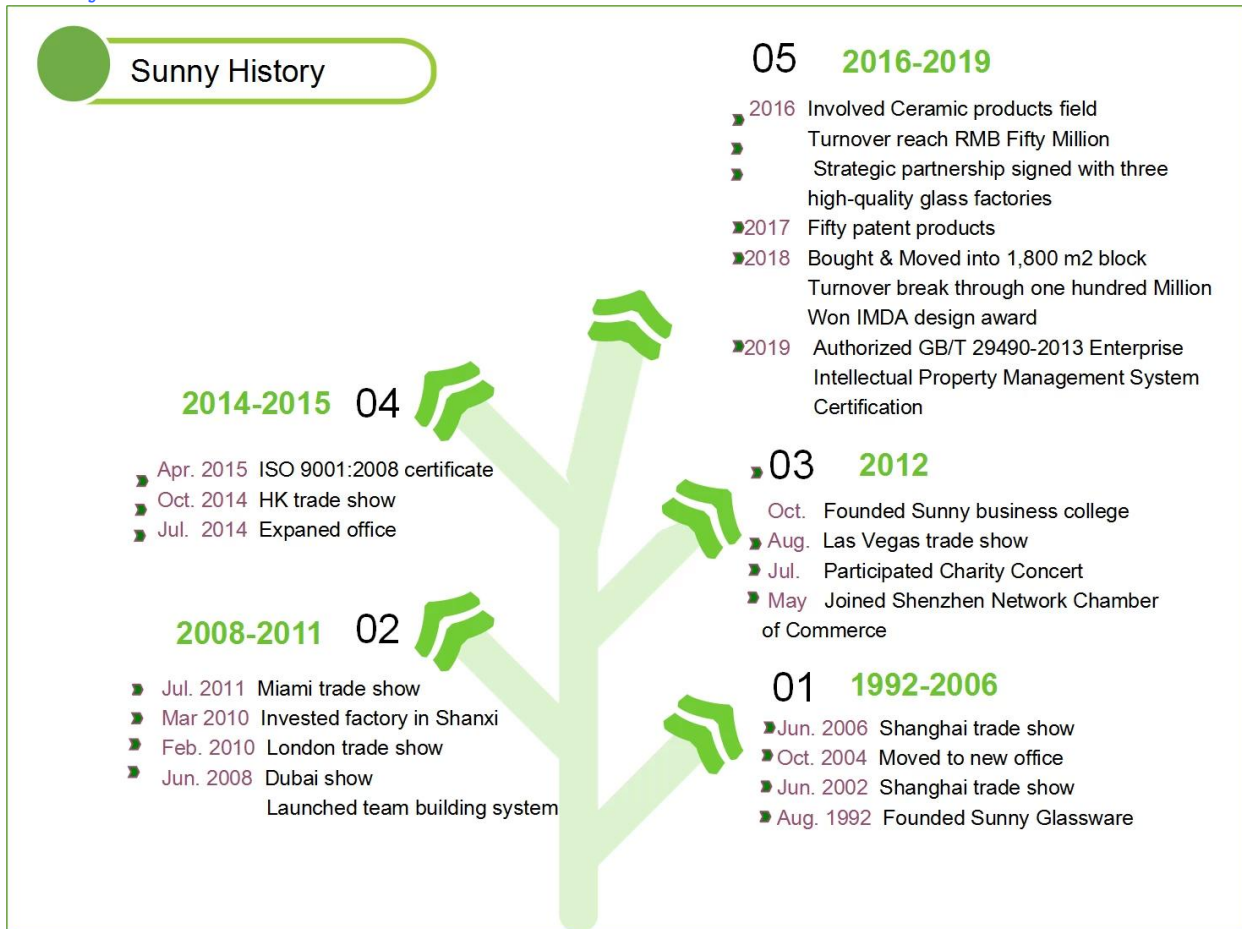 Sunny History
05 2016-2019
2016 Involved Ceramic products field
Turnover reach RMB Fifty Million
Strategic partnership signed with three
high-quality glass factories
2017 Fifty patent products
2018 Bought & Moved into 1,800 m2 block
Turnover break through one hundred Million
Won IMDA design award
2019 Authorized GB/T 29490-2013 Enterprise
Intellectual Property Management System
Certification
2014-2015 04
Apr. 2015 ISO 9001:2008 certificate
Oct. 2014 HK trade show
Jul. 2014 Expaned office
03 2012
Oct. Founded Sunny business college
Aug. Las Vegas trade show
Jul. Participated Charity Concert
May Joined Shenzhen Network Chamber
of Commerce
2008-2011 02
Jul. 2011 Miami trade show
Mar 2010 Invested factory in Shanxi
Feb. 2010 London trade show
Jun. 2008 Dubai show
Launched team building system
01 1992-2006
Jun. 2006 Shanghai trade show
Oct. 2004 Moved to new office
Jun. 2002 Shanghai trade show
Aug. 1992 Founded Sunny Glassware